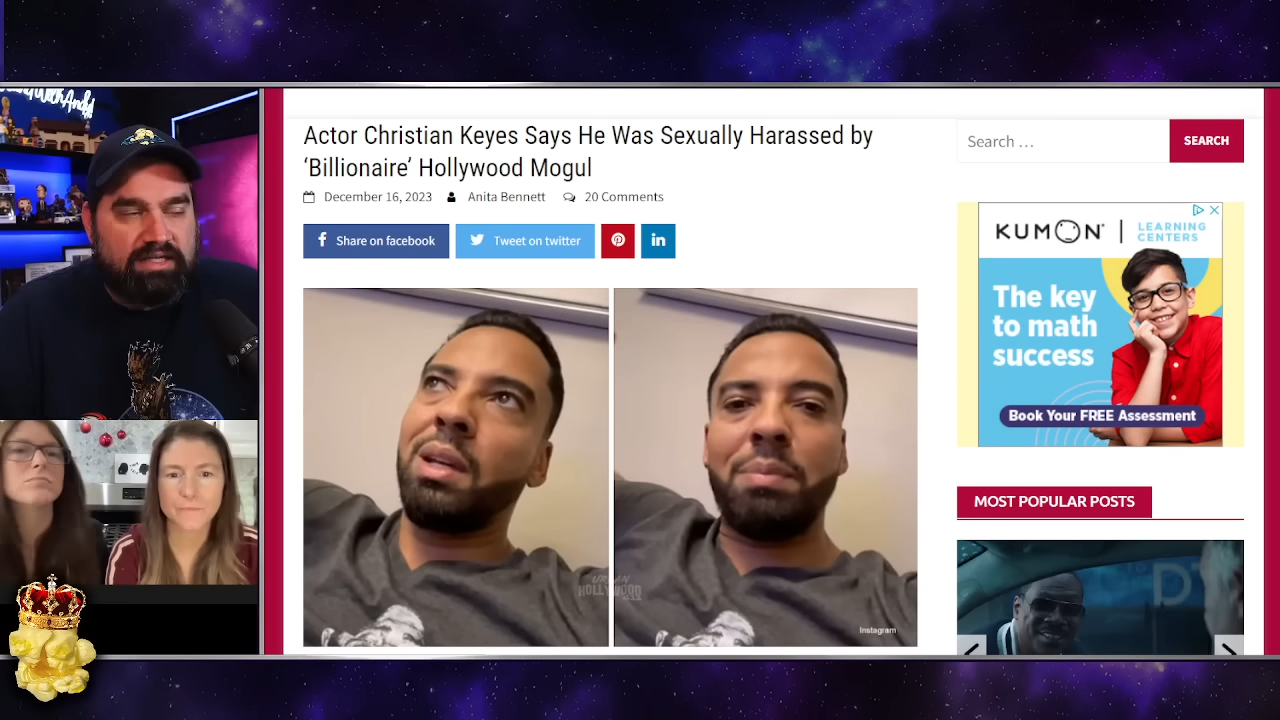 Actor Christian Keyes Says He Was Sexually Harassed by
‘Billionaire’ Hollywood Mogul
December 16, 2023 Anita Bennett 20 Comments
Share on facebook Tweet on twitter in
Instagram
Search …
SEARCH
KUMON | LEARNING
CENTERS
The key
to math
success
Book Your FREE Assessment
MOST POPULAR POSTS